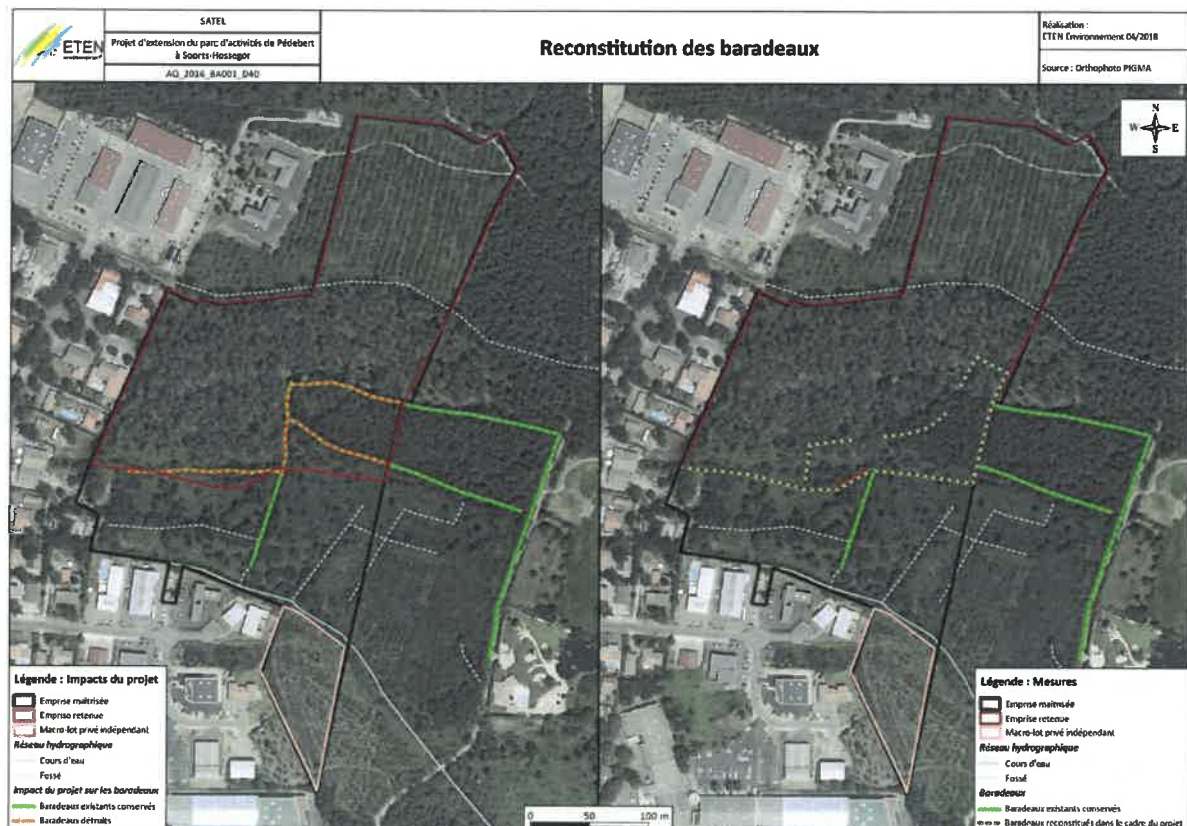 ETEN
SATEL
Projet d'extension du parc d'activités de Pédebert
à Soorts-Hossegor
AQ_2016_BA001_D40
Reconstitution des baradeaux
Réalisation :
ETEN Environnement 04/2018
Source : Orthophoto PIGMA
N
W
E
S
Légende : Impacts du projet
Emprise maîtrisée
Emprise retenue
Macro-lot privé indépendant
Réseau hydrographique
Cours d'eau
Fossé
Impact du projet sur les baradeaux
Baradeaux existants conservés
Baradeaux détruits
0 50 100 m
Légende : Mesures
Emprise maîtrisée
Emprise retenue
Macro-lot privé indépendant
Réseau hydrographique
Cours d'eau
Fossé
Baradeaux
Baradeaux existants conservés
Baradeaux reconstitués dans le cadre du projet